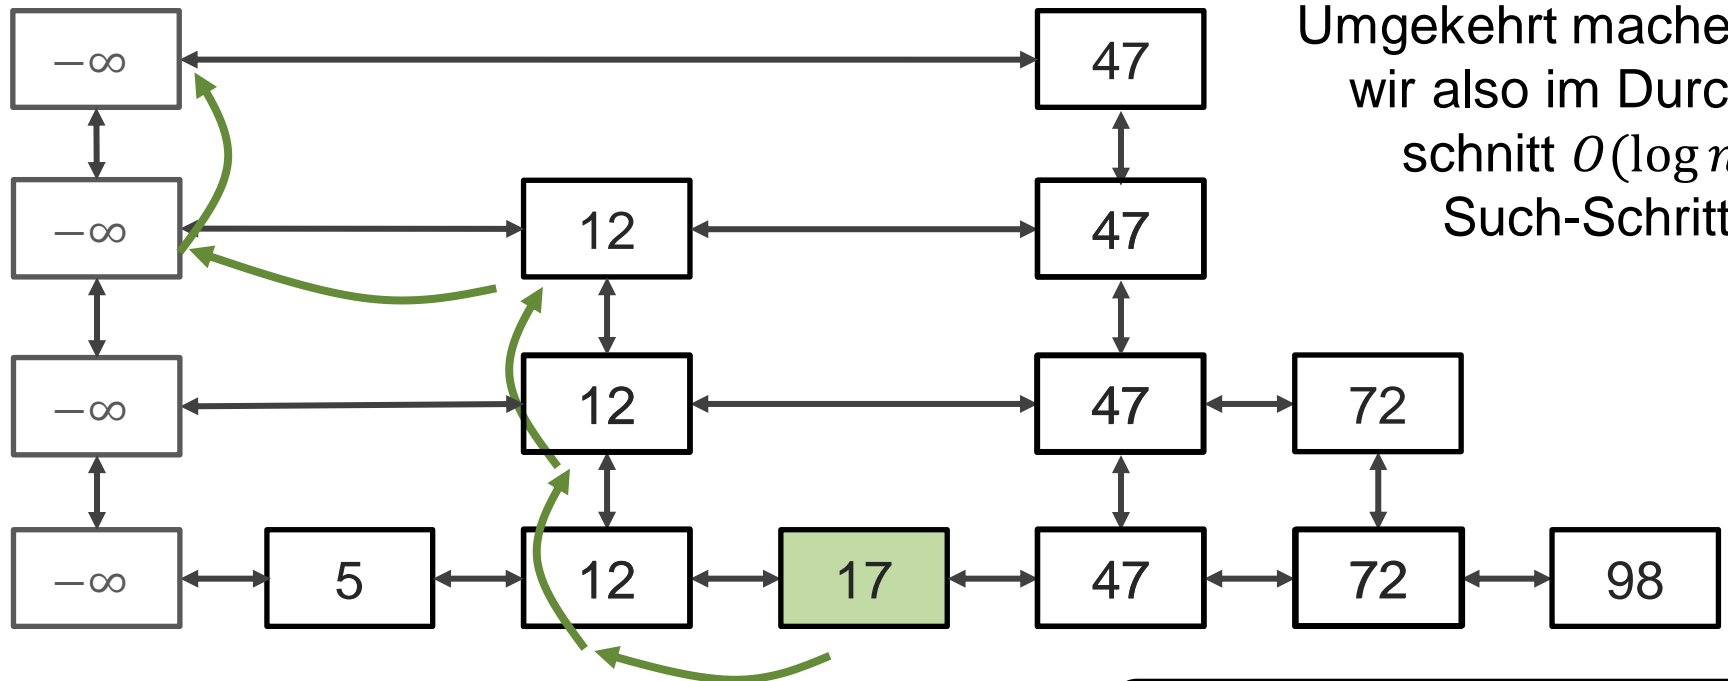 −∞ 47
Umgekehrt mache
wir also im Durc
schnitt O(log n
Such-Schritt
−∞ 12 47
−∞ 12 47 72
−∞ 5 12 17 47 72 98